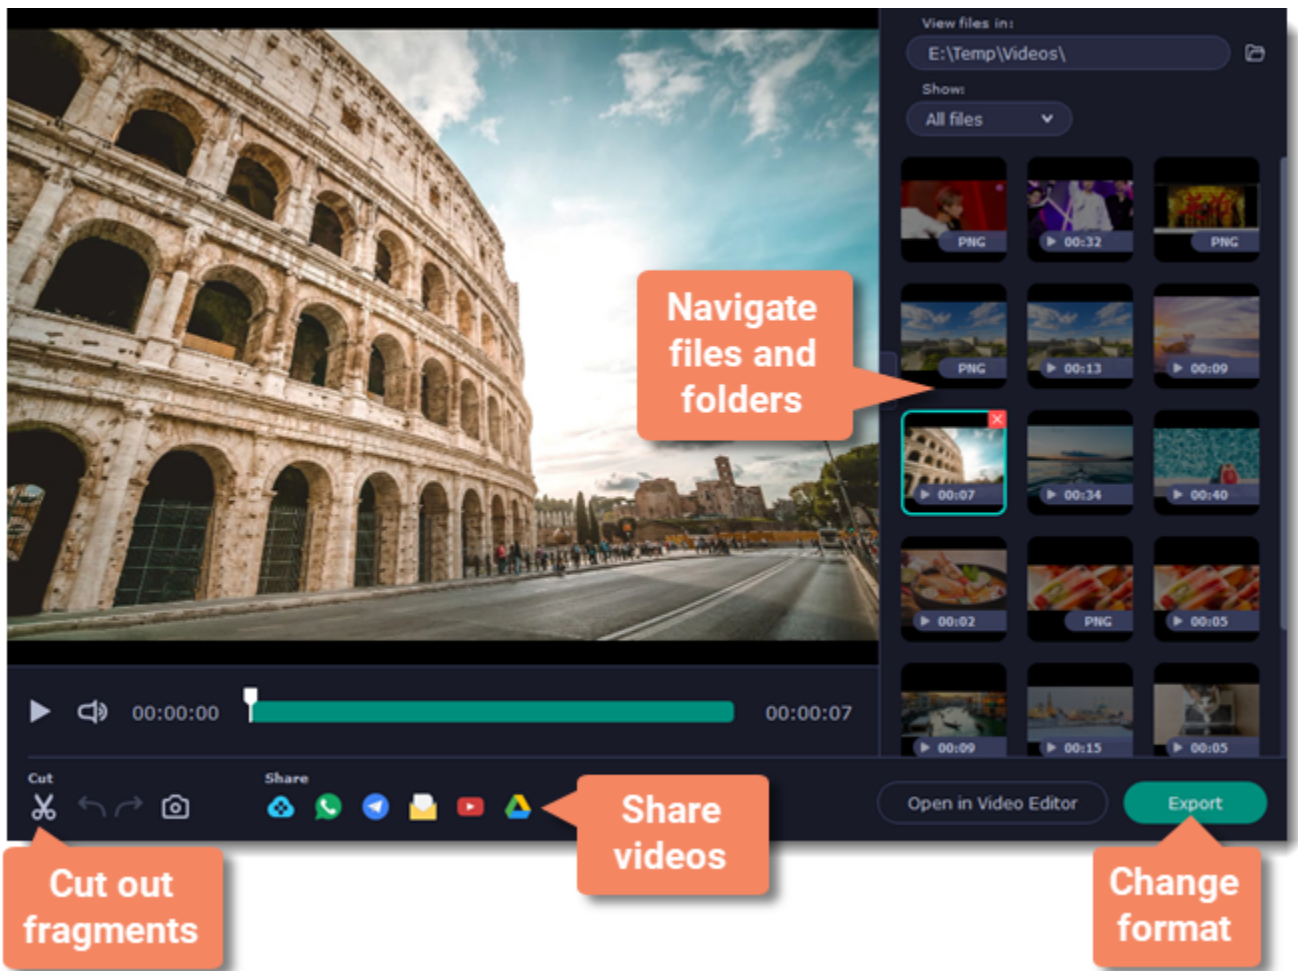 View files in:
E:\Temp\Videos\
Show:
All files
PNG
00:32
PNG
PNG
00:13
00:09
Navigate
files and
folders
00:07
00:34
00:40
00:02
PNG
00:05
00:09
00:15
00:05
00:00:00
00:00:07
Cut
Share
Open in Video Editor
Export
Share
videos
Cut out
fragments
Change
format